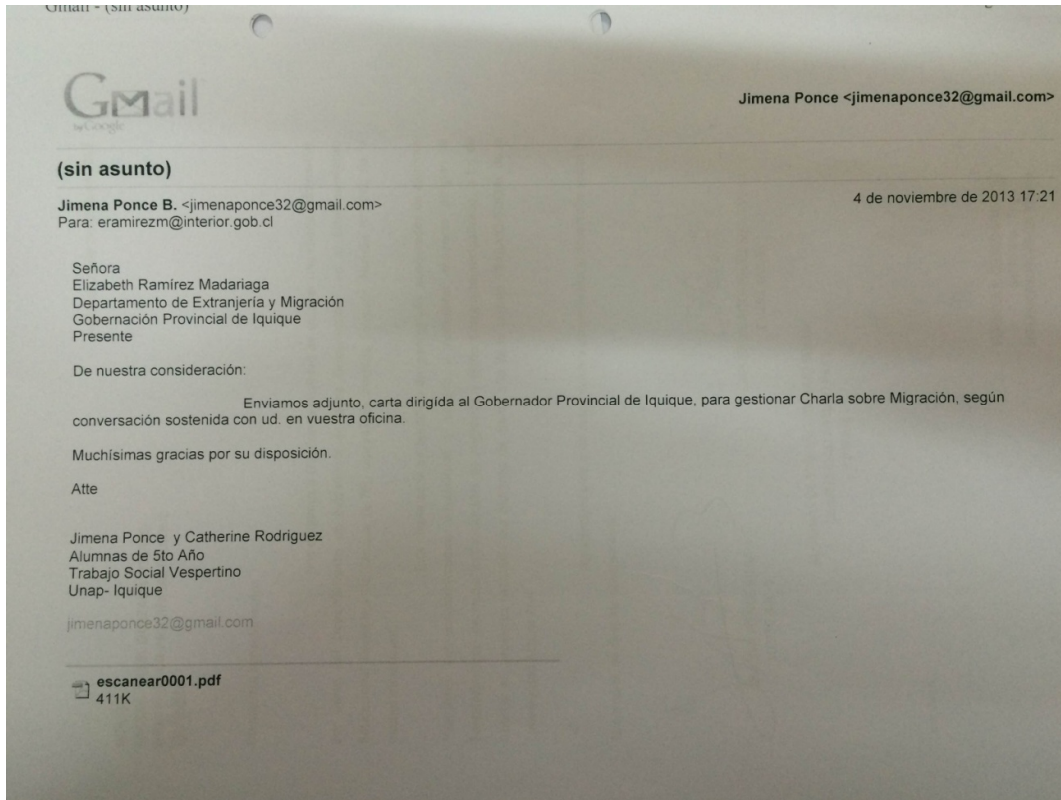 Gmail - (sin asunto)
Gmail
by Google
Jimena Ponce <jimenaponce32@gmail.com>
(sin asunto)
Jimena Ponce B. <jimenaponce32@gmail.com>
4 de noviembre de 2013 17:21
Para: eramirezm@interior.gob.cl
Señora
Elizabeth Ramírez Madariaga
Departamento de Extranjería y Migración
Gobernación Provincial de Iquique
Presente
De nuestra consideración:
Enviamos adjunto, carta dirigída al Gobernador Provincial de Iquique, para gestionar Charla sobre Migración, según
conversación sostenida con ud. en vuestra oficina.
Muchísimas gracias por su disposición.
Atte
Jimena Ponce y Catherine Rodriguez
Alumnas de 5to Año
Trabajo Social Vespertino
Unap- Iquique
jimenaponce32@gmail.com
escanear0001.pdf
411K